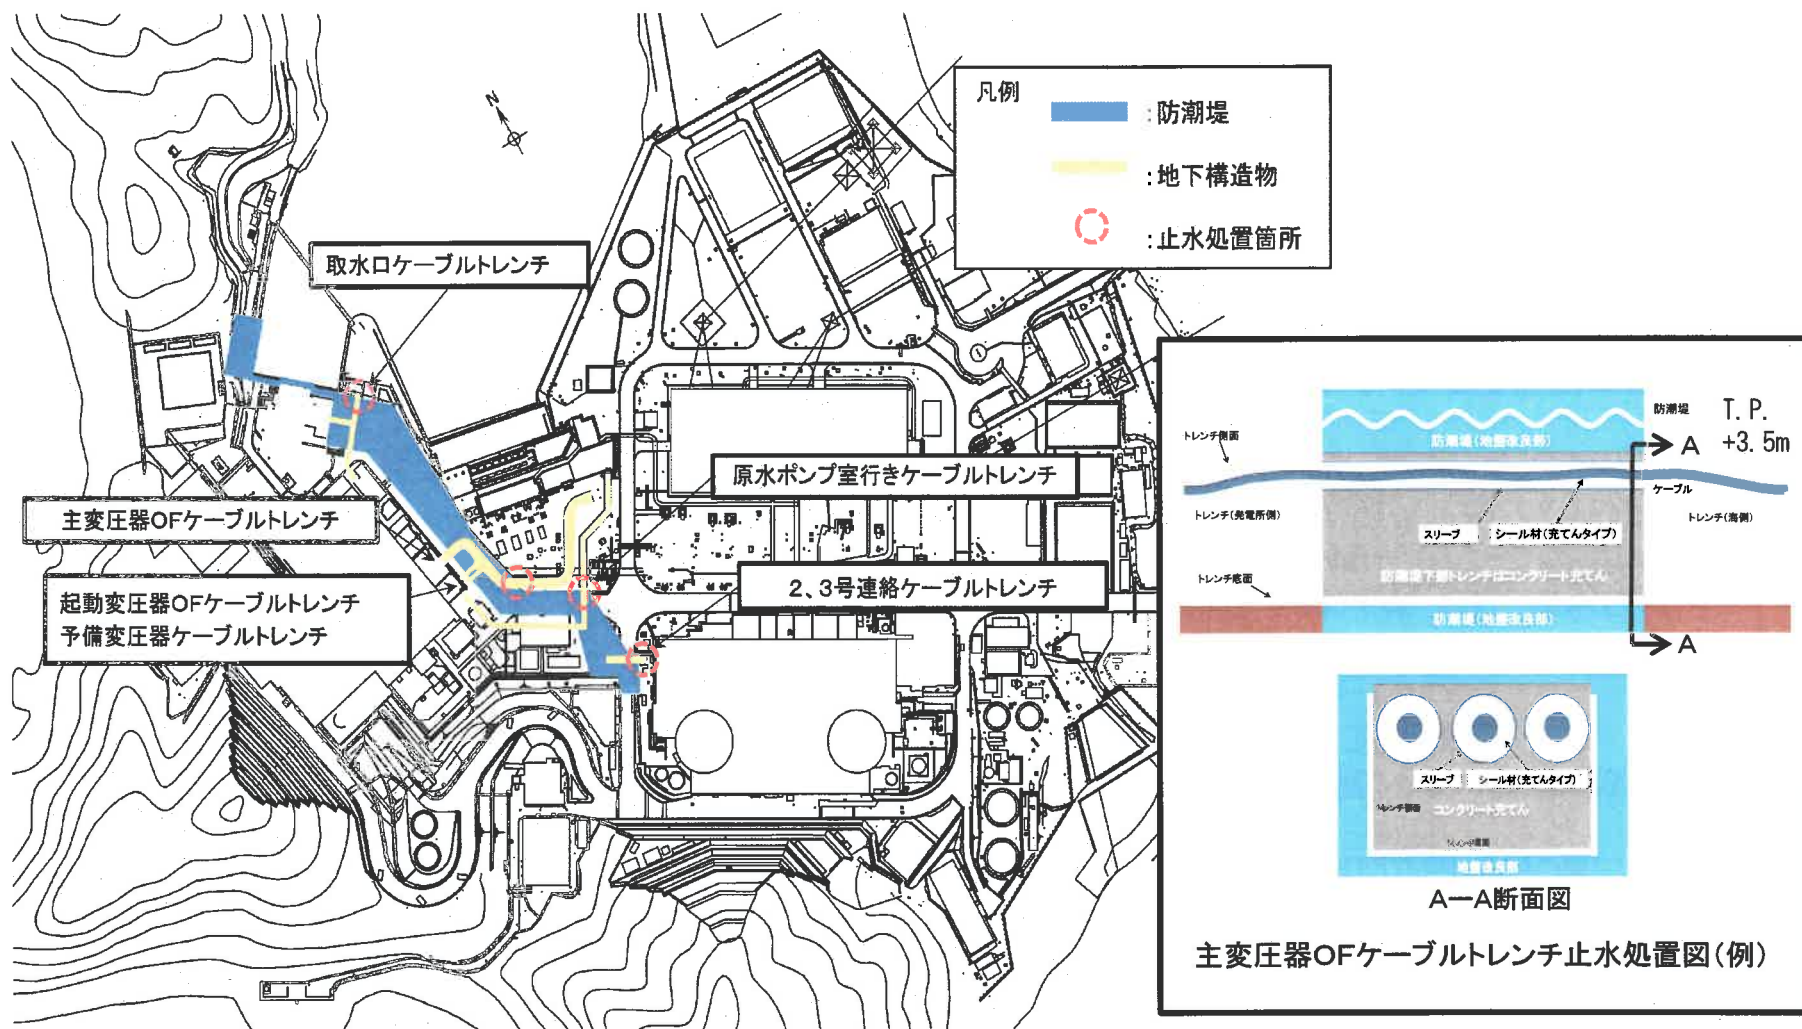 N
凡例
:防潮堤
:地下構造物
:止水処置箇所
取水口ケーブルトレンチ
原水ポンプ室行きケーブルトレンチ
主変圧器OFケーブルトレンチ
2、3号連絡ケーブルトレンチ
起動変圧器OFケーブルトレンチ
予備変圧器ケーブルトレンチ
防潮堤
T.P.
+3.5m
防潮堤(地盤改良部)
A
トレンチ側面
ケーブル
トレンチ(発電所側)
トレンチ(海側)
スリーブ
シール材(充てんタイプ)
防潮堤下部トレンチはコンクリート充てん
トレンチ底面
防潮堤(地盤改良部)
A
スリーブ
シール材(充てんタイプ)
トレンチ側面
コンクリート充てん
トレンチ底面
地盤改良部
A―A断面図
主変圧器OFケーブルトレンチ止水処置図(例)